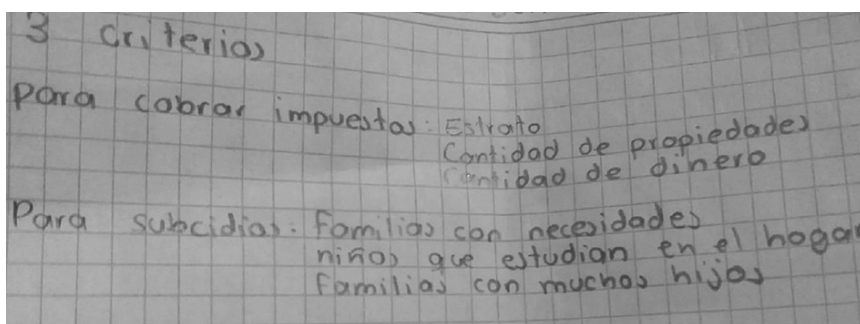 3 criterios
para cobrar impuestos: Estrato
Cantidad de propiedades
Cantidad de dinero
Para subcidios: familias con necesidades
niños que estudian en el hogar
familias con muchos hijos